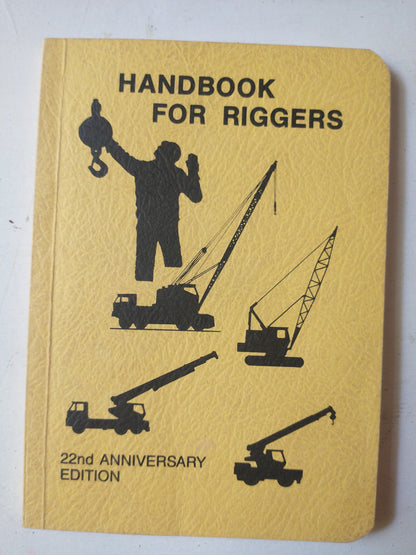 HANDBOOK
FOR RIGGERS
22nd ANNIVERSARY
EDITION